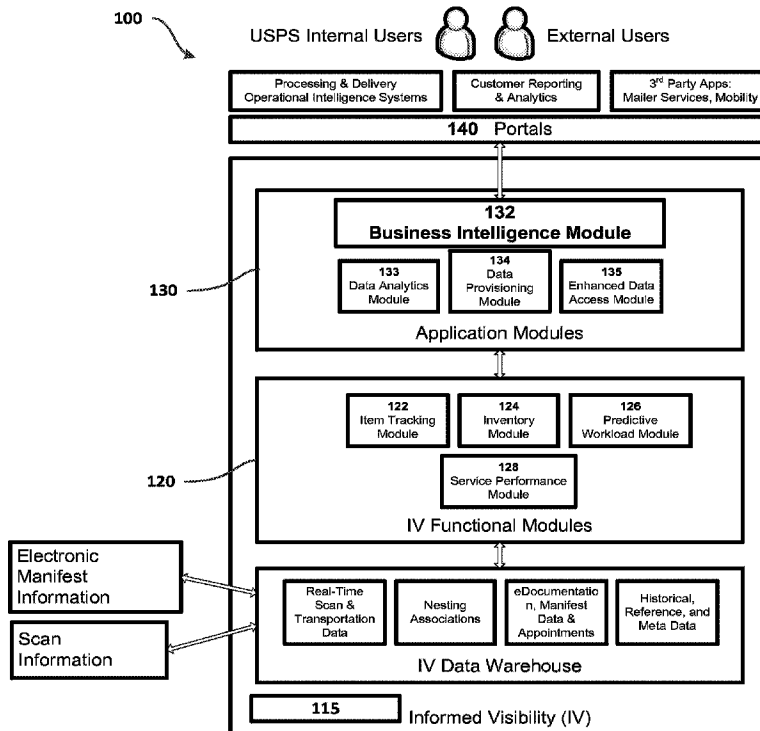 100
USPS Internal Users
External Users
Processing & Delivery
Operational Intelligence Systems
Customer Reporting
& Analytics
3rd Party Apps:
Mailer Services, Mobility
140 Portals
132
Business Intelligence Module
133
Data Analytics
Module
134
Data
Provisioning
Module
135
Enhanced Data
Access Module
130
Application Modules
122
Item Tracking
Module
124
Inventory
Module
126
Predictive
Workload Module
128
Service Performance
Module
120
IV Functional Modules
Electronic
Manifest
Information
Scan
Information
Real-Time
Scan &
Transportation
Data
Nesting
Associations
eDocumentatio
n, Manifest
Data &
Appointments
Historical,
Reference, and
Meta Data
IV Data Warehouse
115
Informed Visibility (IV)